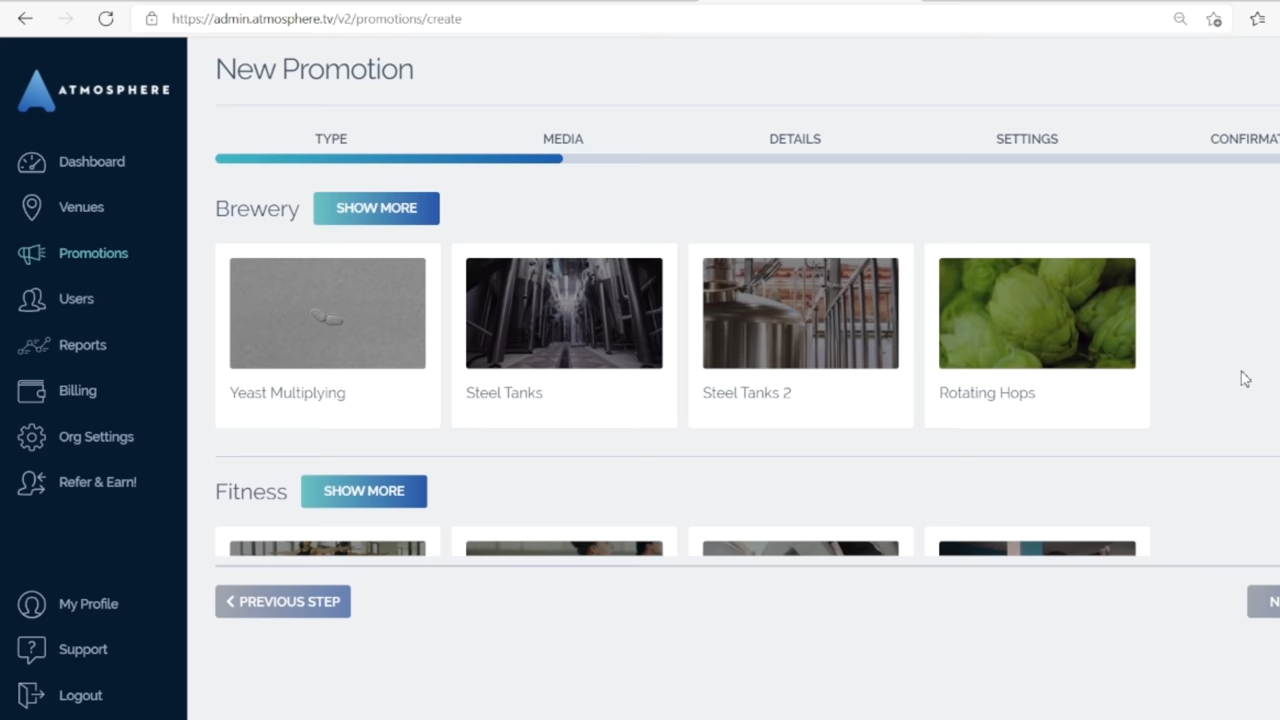 https://admin.atmosphere.tv/v2/promotions/create
ATMOSPHERE
Dashboard
Venues
Promotions
Users
Reports
Billing
Org Settings
Refer & Earn!
My Profile
Support
Logout
New Promotion
TYPE MEDIA DETAILS SETTINGS CONFIRMAT
Brewery SHOW MORE
Yeast Multiplying Steel Tanks Steel Tanks 2 Rotating Hops
Fitness SHOW MORE
PREVIOUS STEP N